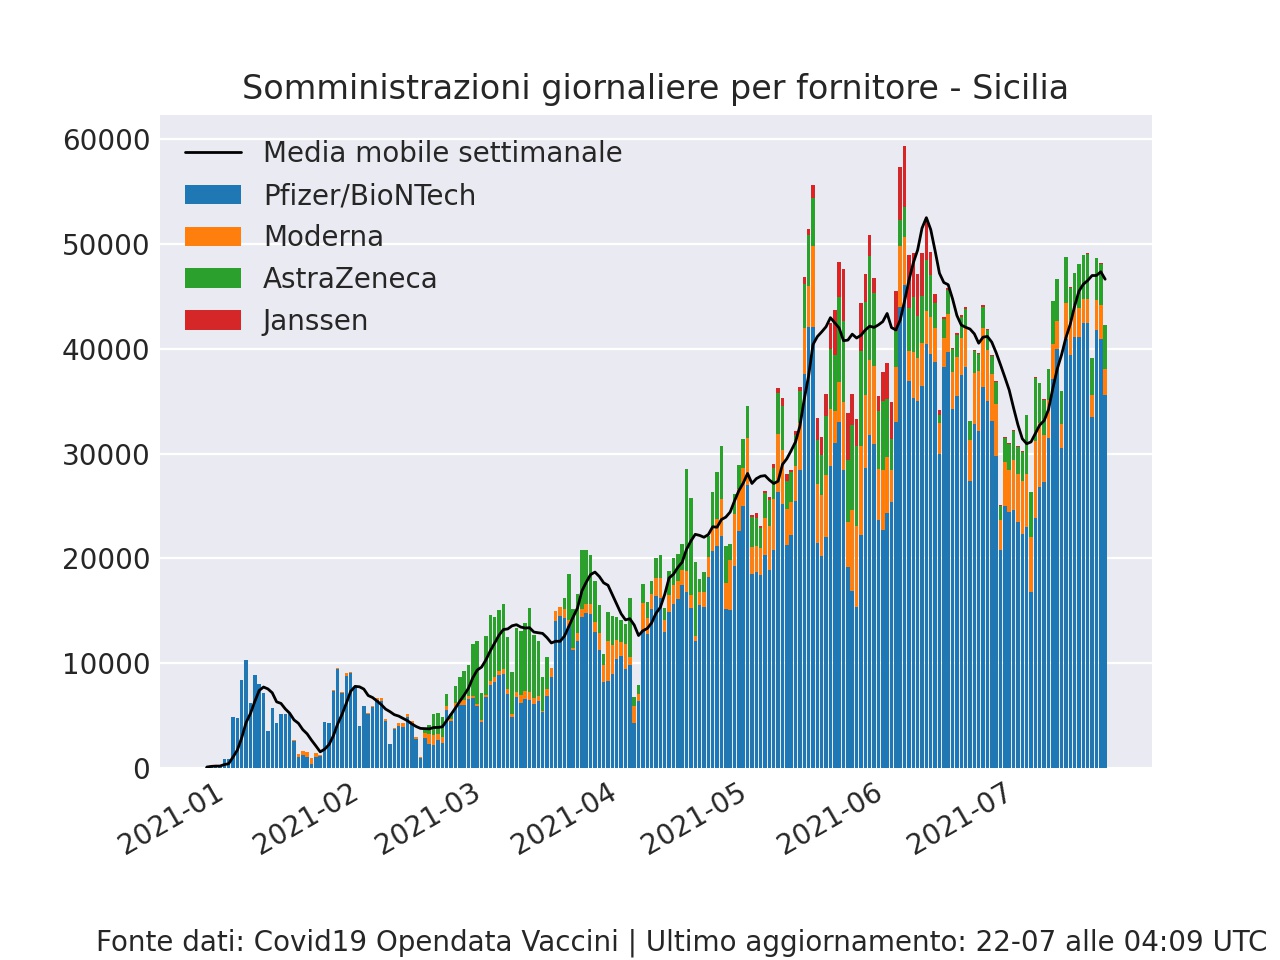 Somministrazioni giornaliere per fornitore - Sicilia
60000
50000
40000
30000
20000
10000
0
Media mobile settimanale
Pfizer/BioNTech
Moderna
AstraZeneca
Janssen
2021-01
2021-02
2021-03
2021-04
2021-05
2021-06
2021-07
Fonte dati: Covid19 Opendata Vaccini | Ultimo aggiornamento: 22-07 alle 04:09 UTC